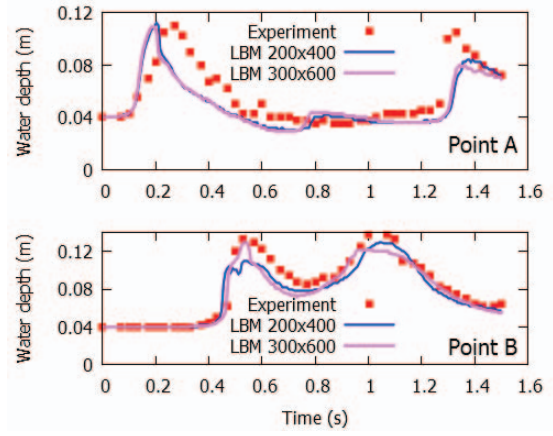 Water depth (m)
0.12
0.08
0.04
0
Experiment
LBM 200x400
LBM 300x600
Point A
0 0.2 0.4 0.6 0.8 1 1.2 1.4 1.6
Water depth (m)
0.12
0.08
0.04
0
Experiment
LBM 200x400
LBM 300x600
Point B
0 0.2 0.4 0.6 0.8 1 1.2 1.4 1.6
Time (s)